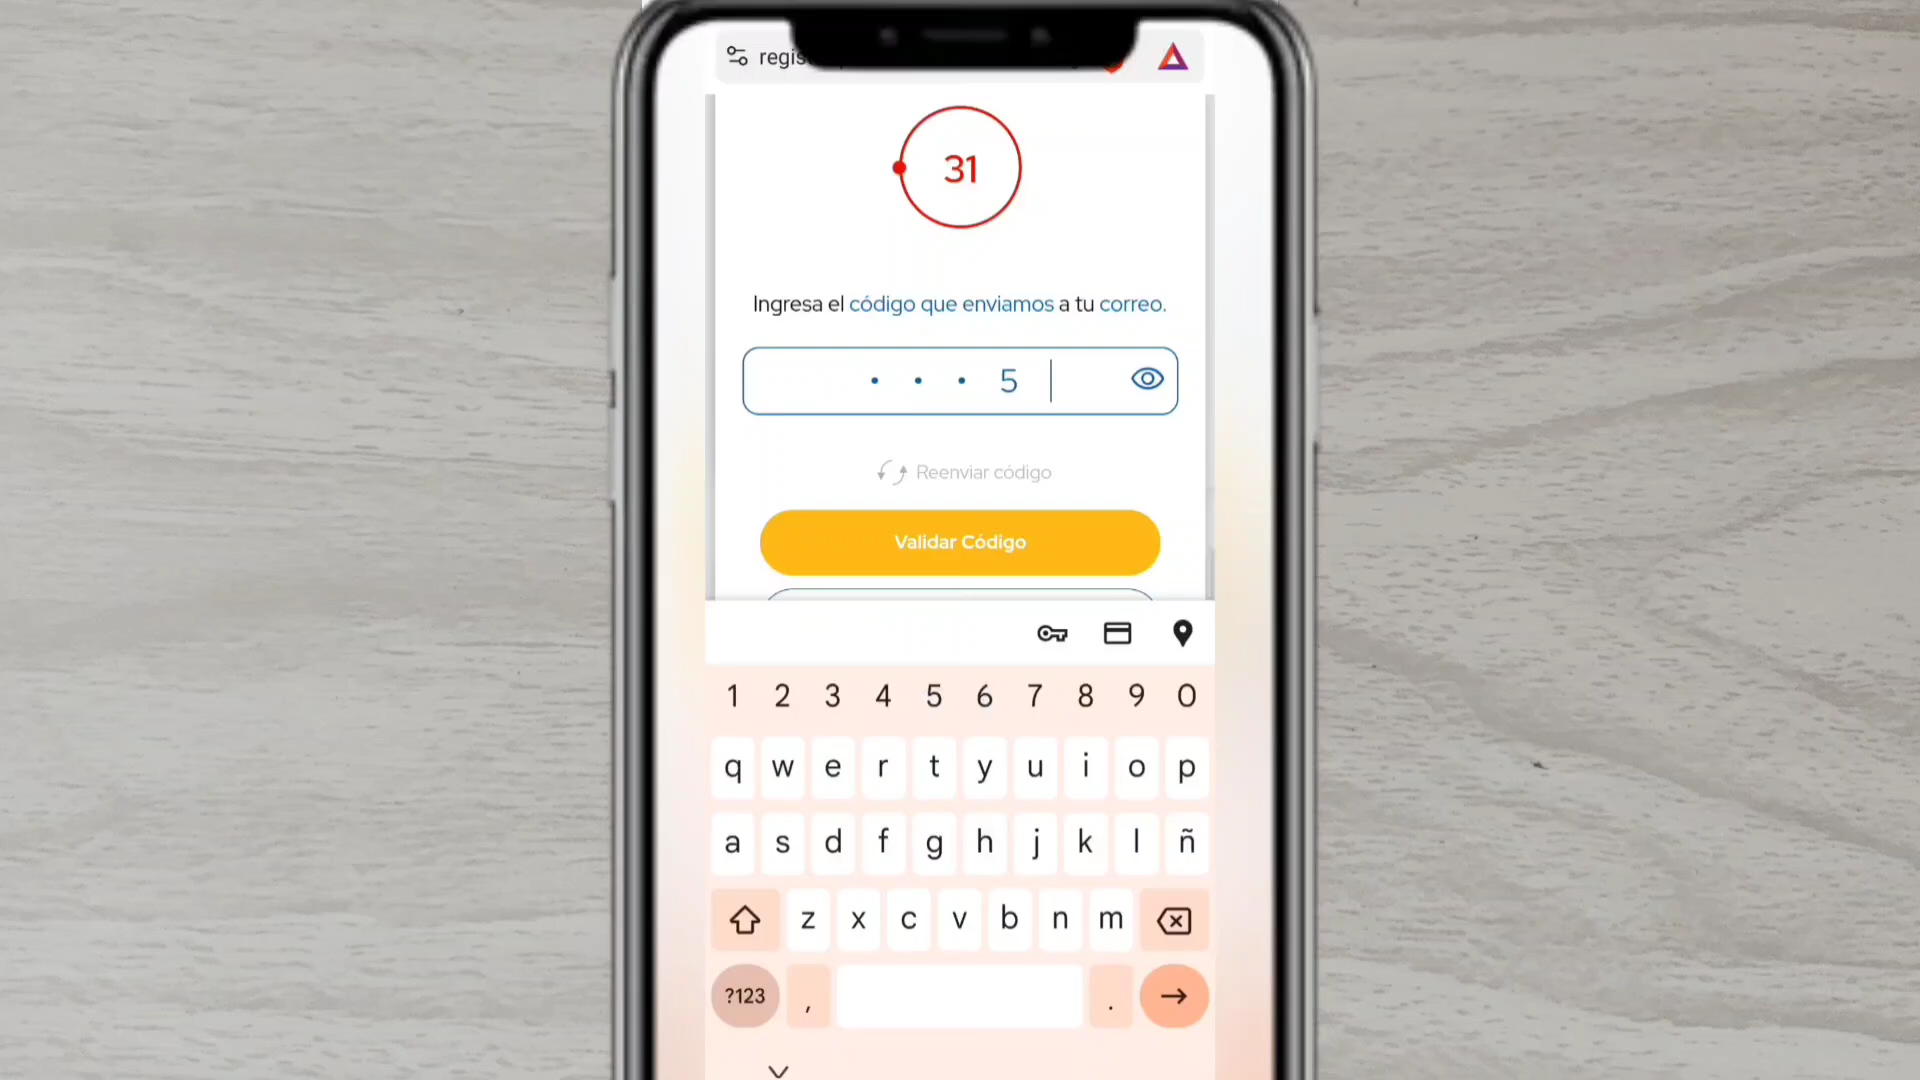 regis
31
Ingresa el código que enviamos a tu correo.
• • • 5
Reenviar código
Validar Código
1 2 3 4 5 6 7 8 9 0
q w e r t y u i o p
a s d f g h j k l ñ
z x c v b n m
?123 , .